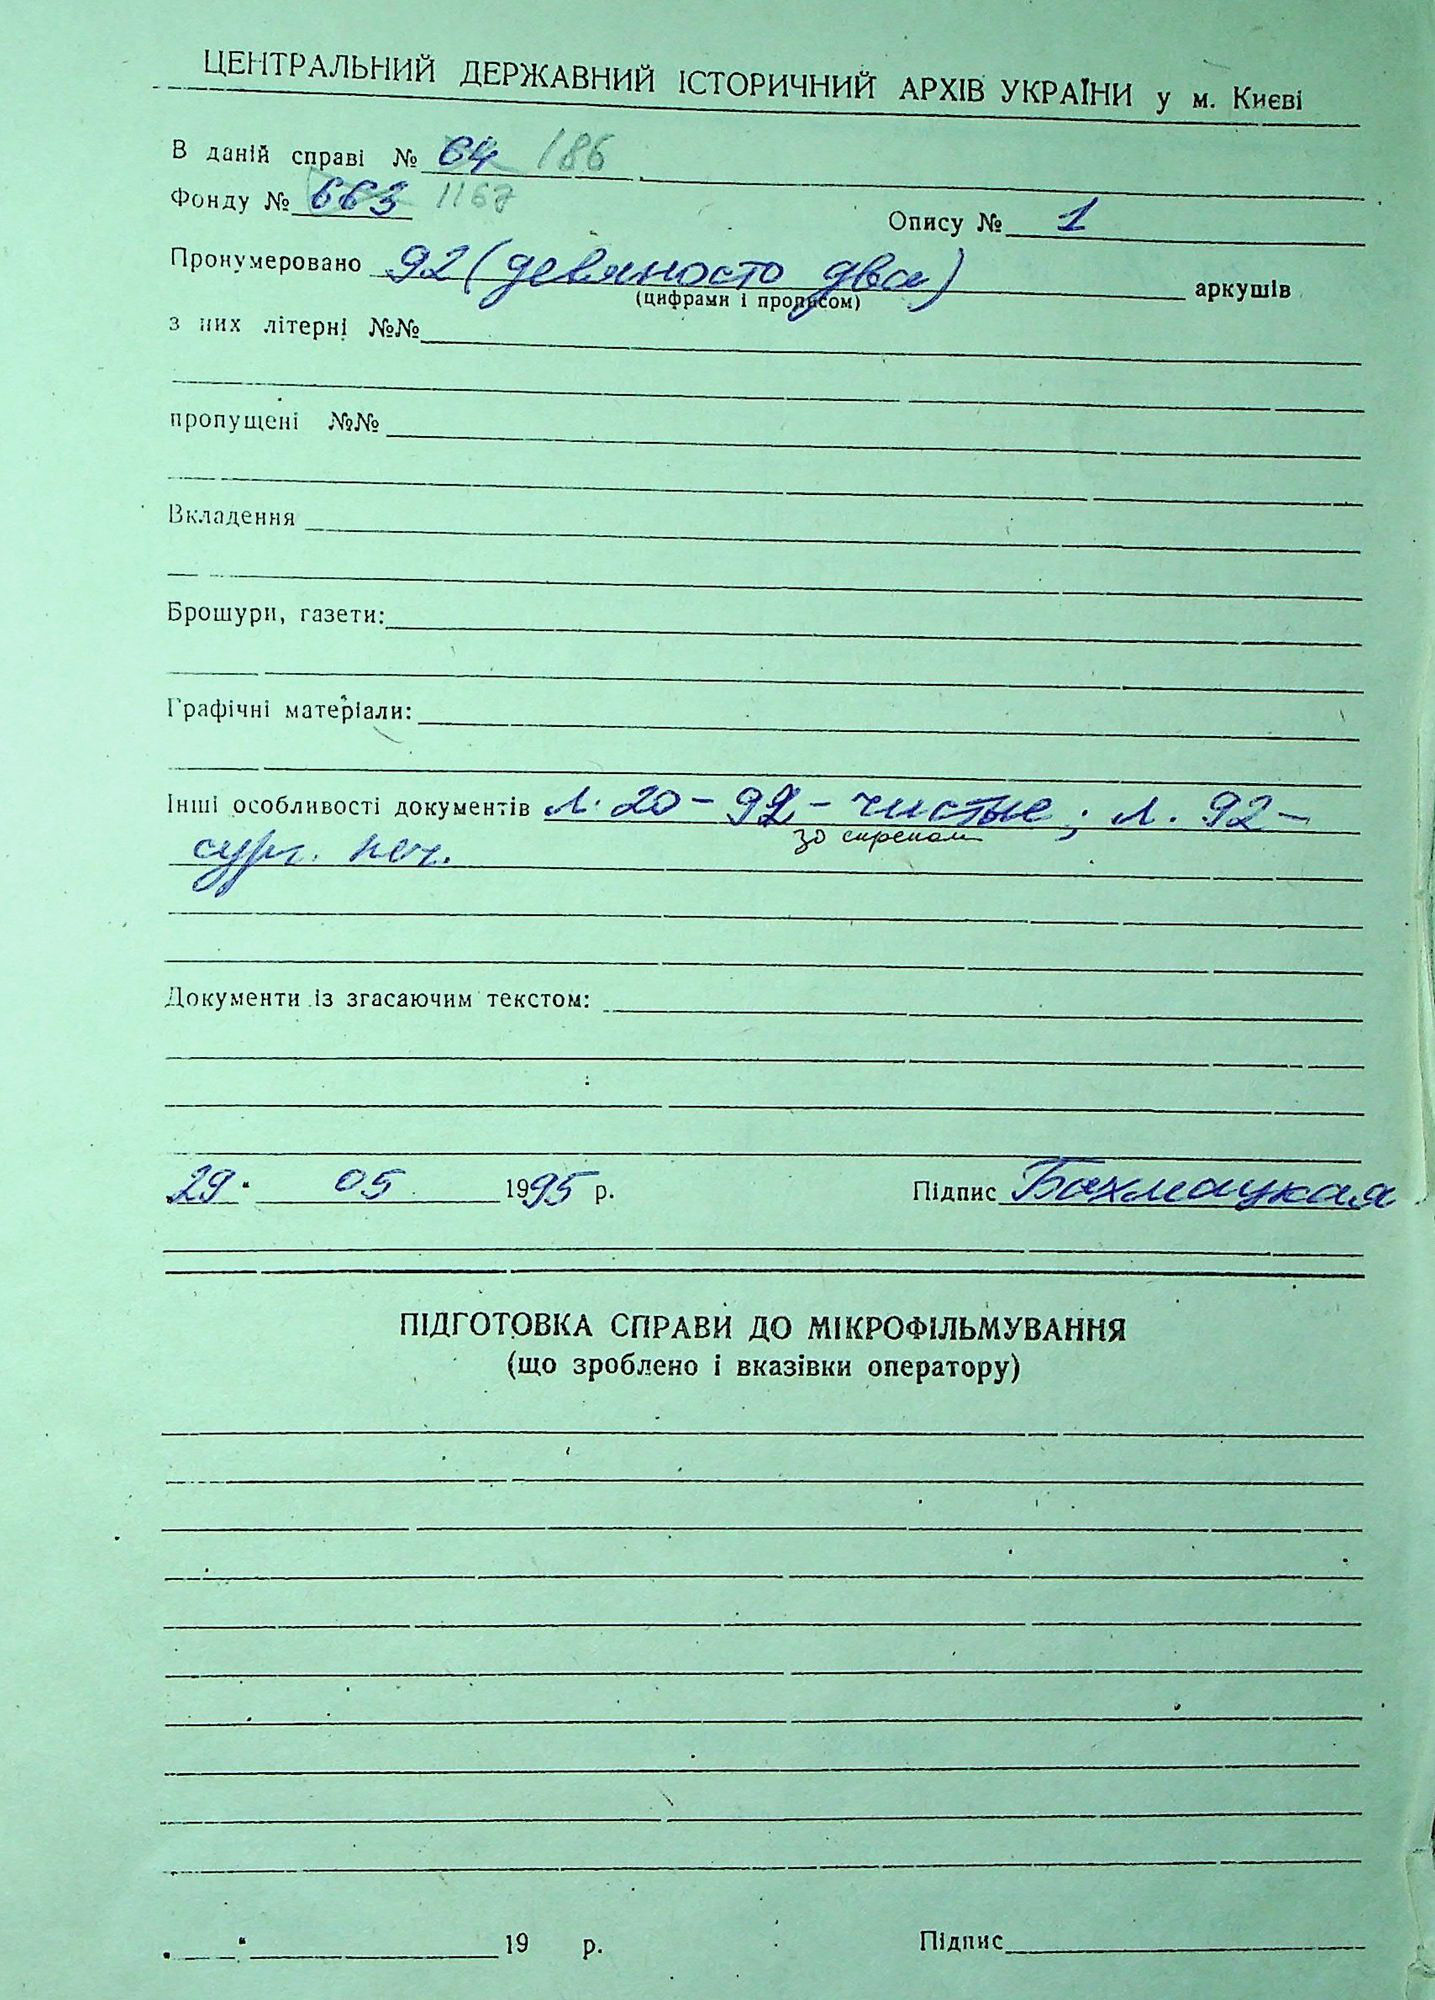 ЦЕНТРАЛЬНИЙ ДЕРЖАВНИЙ ІСТОРИЧНИЙ АРХІВ УКРАЇНИ у м. Києві
В даній справі № 64 186
Фонду № 663 1167
Опису № 1
Пронумеровано 92 (девяносто два) аркушів
(цифрами і прописом)
з них літерні №№
пропущені №№
Вкладення
Брошури, газети:
Графічні матеріали:
Інші особливості документів л. 20 – 92 – чистые; л. 92 –
зо скрепом
сург. печ.
Документи із згасаючим текстом:
29. 05 1995 р. Підпис Бахмацкая
ПІДГОТОВКА СПРАВИ ДО МІКРОФІЛЬМУВАННЯ
(що зроблено і вказівки оператору)
19 р. Підпис